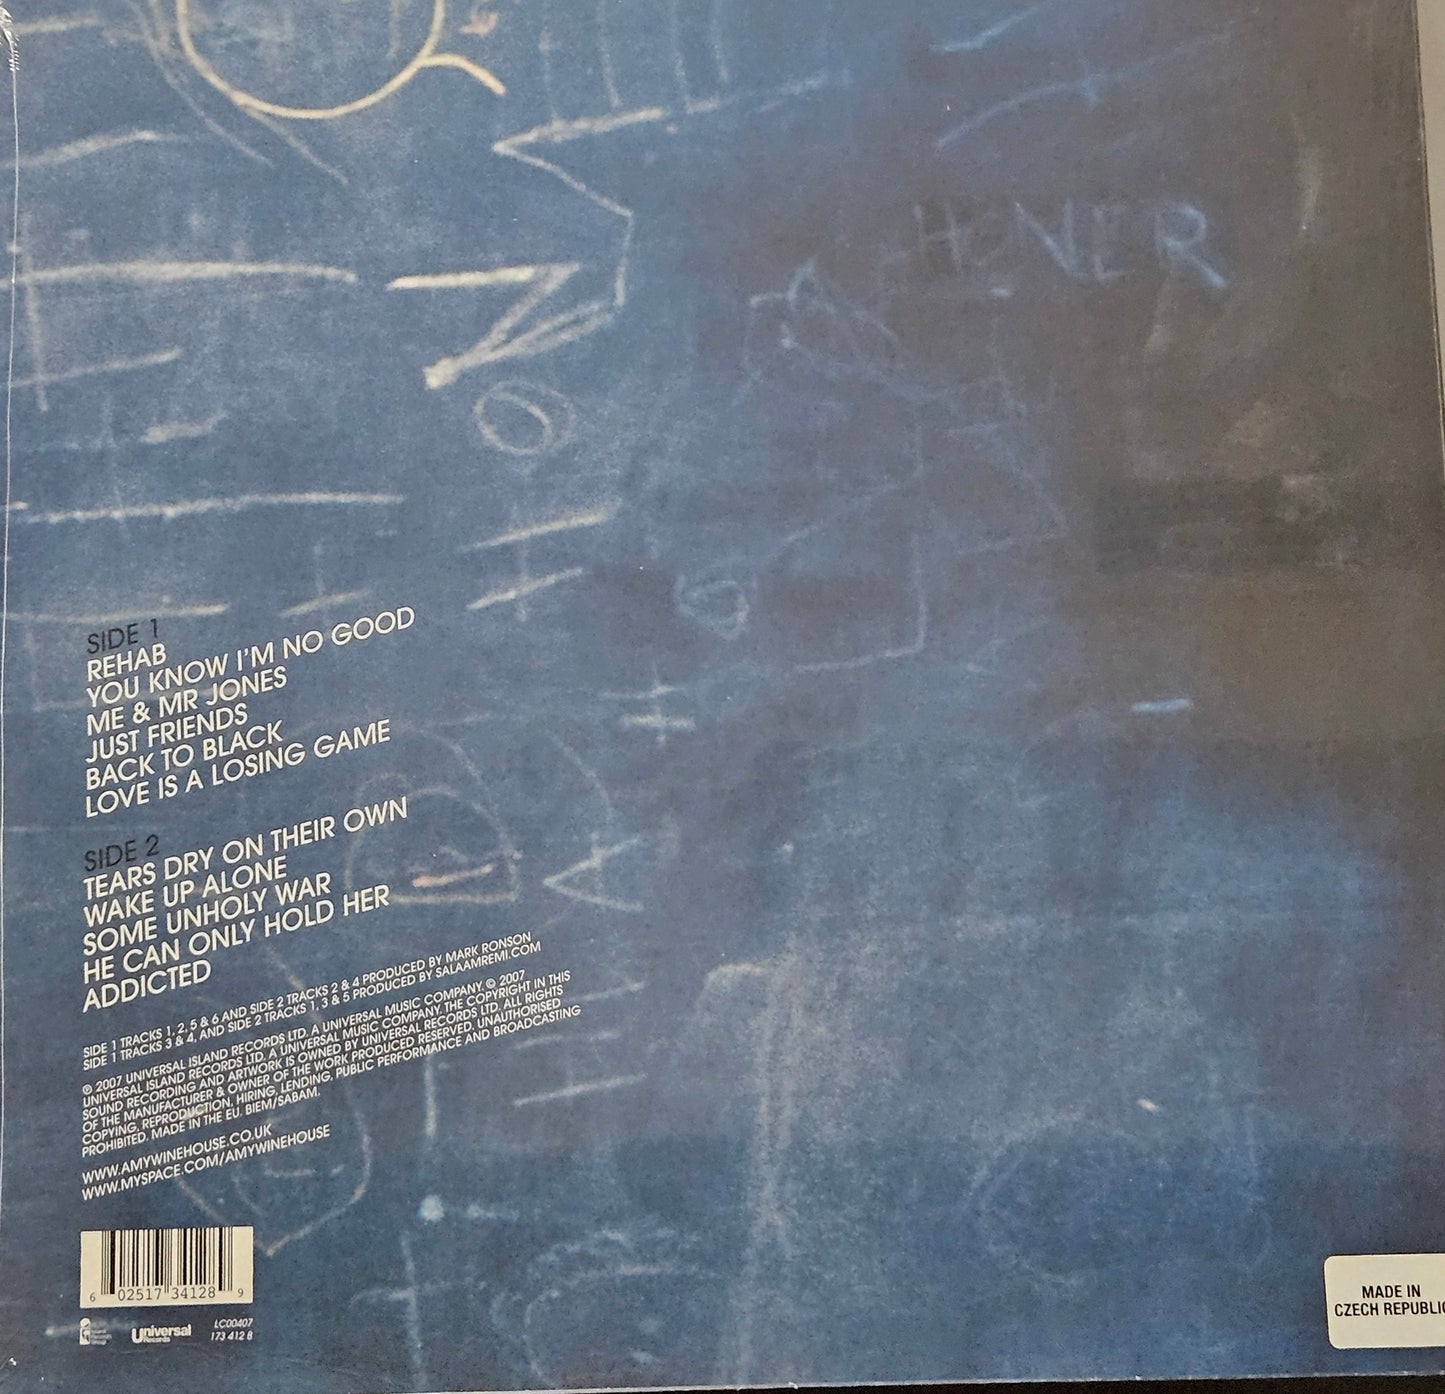 HENER
SIDE 1
REHAB
YOU KNOW I'M NO GOOD
ME & MR JONES
JUST FRIENDS
BACK TO BLACK
LOVE IS A LOSING GAME
SIDE 2
TEARS DRY ON THEIR OWN
WAKE UP ALONE
SOME UNHOLY WAR
HE CAN ONLY HOLD HER
ADDICTED
SIDE 1 TRACKS 1, 2, 5 & 6 AND SIDE 2 TRACKS 2 & 4 PRODUCED BY MARK RONSON
SIDE 1 TRACKS 3 & 4, AND SIDE 2 TRACKS 1, 3 & 5 PRODUCED BY SALAAMREMI.COM
℗ 2007 UNIVERSAL ISLAND RECORDS LTD. A UNIVERSAL MUSIC COMPANY. © 2007
UNIVERSAL ISLAND RECORDS LTD. A UNIVERSAL MUSIC COMPANY. THE COPYRIGHT IN THIS
SOUND RECORDING AND ARTWORK IS OWNED BY UNIVERSAL RECORDS LTD. ALL RIGHTS
OF THE MANUFACTURER & OWNER OF THE WORK PRODUCED RESERVED. UNAUTHORISED
COPYING, REPRODUCTION, HIRING, LENDING, PUBLIC PERFORMANCE AND BROADCASTING
PROHIBITED. MADE IN THE EU. BIEM/SABAM.
WWW.AMYWINEHOUSE.CO.UK
WWW.MYSPACE.COM/AMYWINEHOUSE
6 02517 34128 9
Universal Records
LC00407
173 412 8
MADE IN
CZECH REPUBLIC